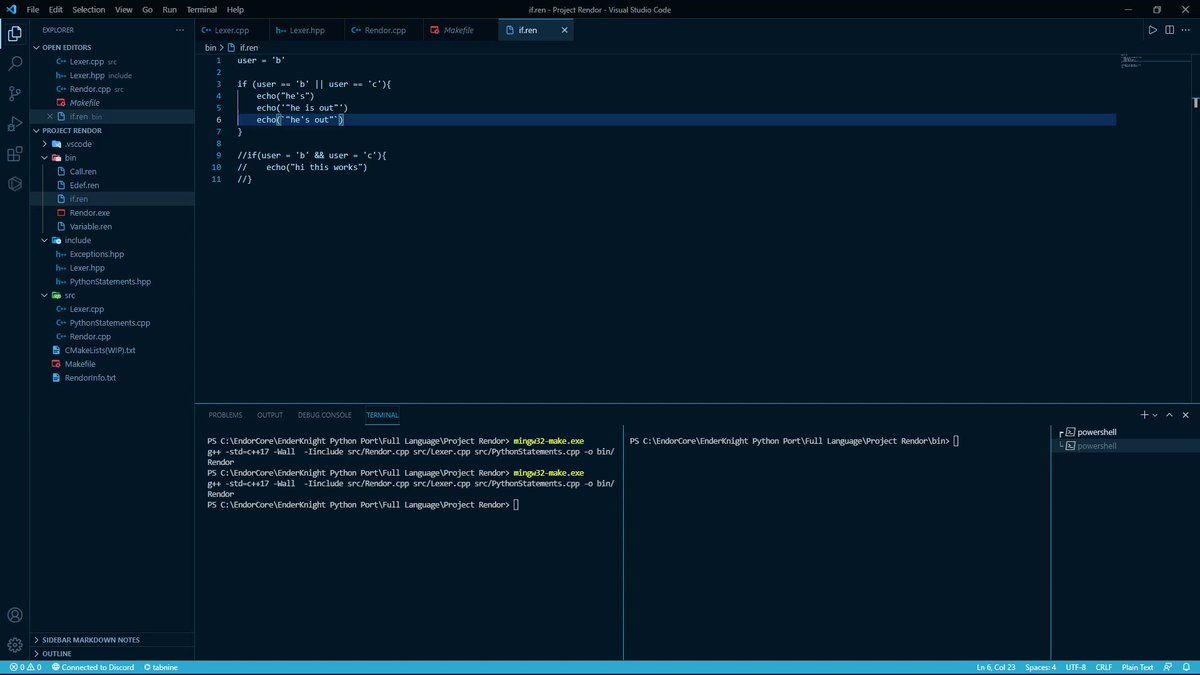 File Edit Selection View Go Run Terminal Help
if.ren - Project Rendor - Visual Studio Code
EXPLORER
OPEN EDITORS
Lexer.cpp src
Lexer.hpp include
Rendor.cpp src
Makefile
if.ren bin
PROJECT RENDOR
.vscode
bin
Call.ren
Edef.ren
if.ren
Rendor.exe
Variable.ren
include
Exceptions.hpp
Lexer.hpp
PythonStatements.hpp
src
Lexer.cpp
PythonStatements.cpp
Rendor.cpp
CMakeLists(WIP).txt
Makefile
RendorInfo.txt
SIDEBAR MARKDOWN NOTES
OUTLINE
Lexer.cpp Lexer.hpp Rendor.cpp Makefile if.ren
bin > if.ren
1 user = 'b'
2
3 if (user == 'b' || user == 'c'){
4     echo("he's")
5     echo('"he is out"')
6     echo(`"he's out"`)
7 }
8
9 //if(user = 'b' && user = 'c'){
10 //    echo("hi this works")
11 //}
PROBLEMS OUTPUT DEBUG CONSOLE TERMINAL
PS C:\EndorCore\EnderKnight Python Port\Full Language\Project Rendor> mingw32-make.exe
g++ -std=c++17 -Wall  -Iinclude src/Rendor.cpp src/Lexer.cpp src/PythonStatements.cpp -o bin/
Rendor
PS C:\EndorCore\EnderKnight Python Port\Full Language\Project Rendor> mingw32-make.exe
g++ -std=c++17 -Wall  -Iinclude src/Rendor.cpp src/Lexer.cpp src/PythonStatements.cpp -o bin/
Rendor
PS C:\EndorCore\EnderKnight Python Port\Full Language\Project Rendor>
PS C:\EndorCore\EnderKnight Python Port\Full Language\Project Rendor\bin>
powershell
powershell
0 0 Connected to Discord tabnine
Ln 6, Col 23 Spaces: 4 UTF-8 CRLF Plain Text